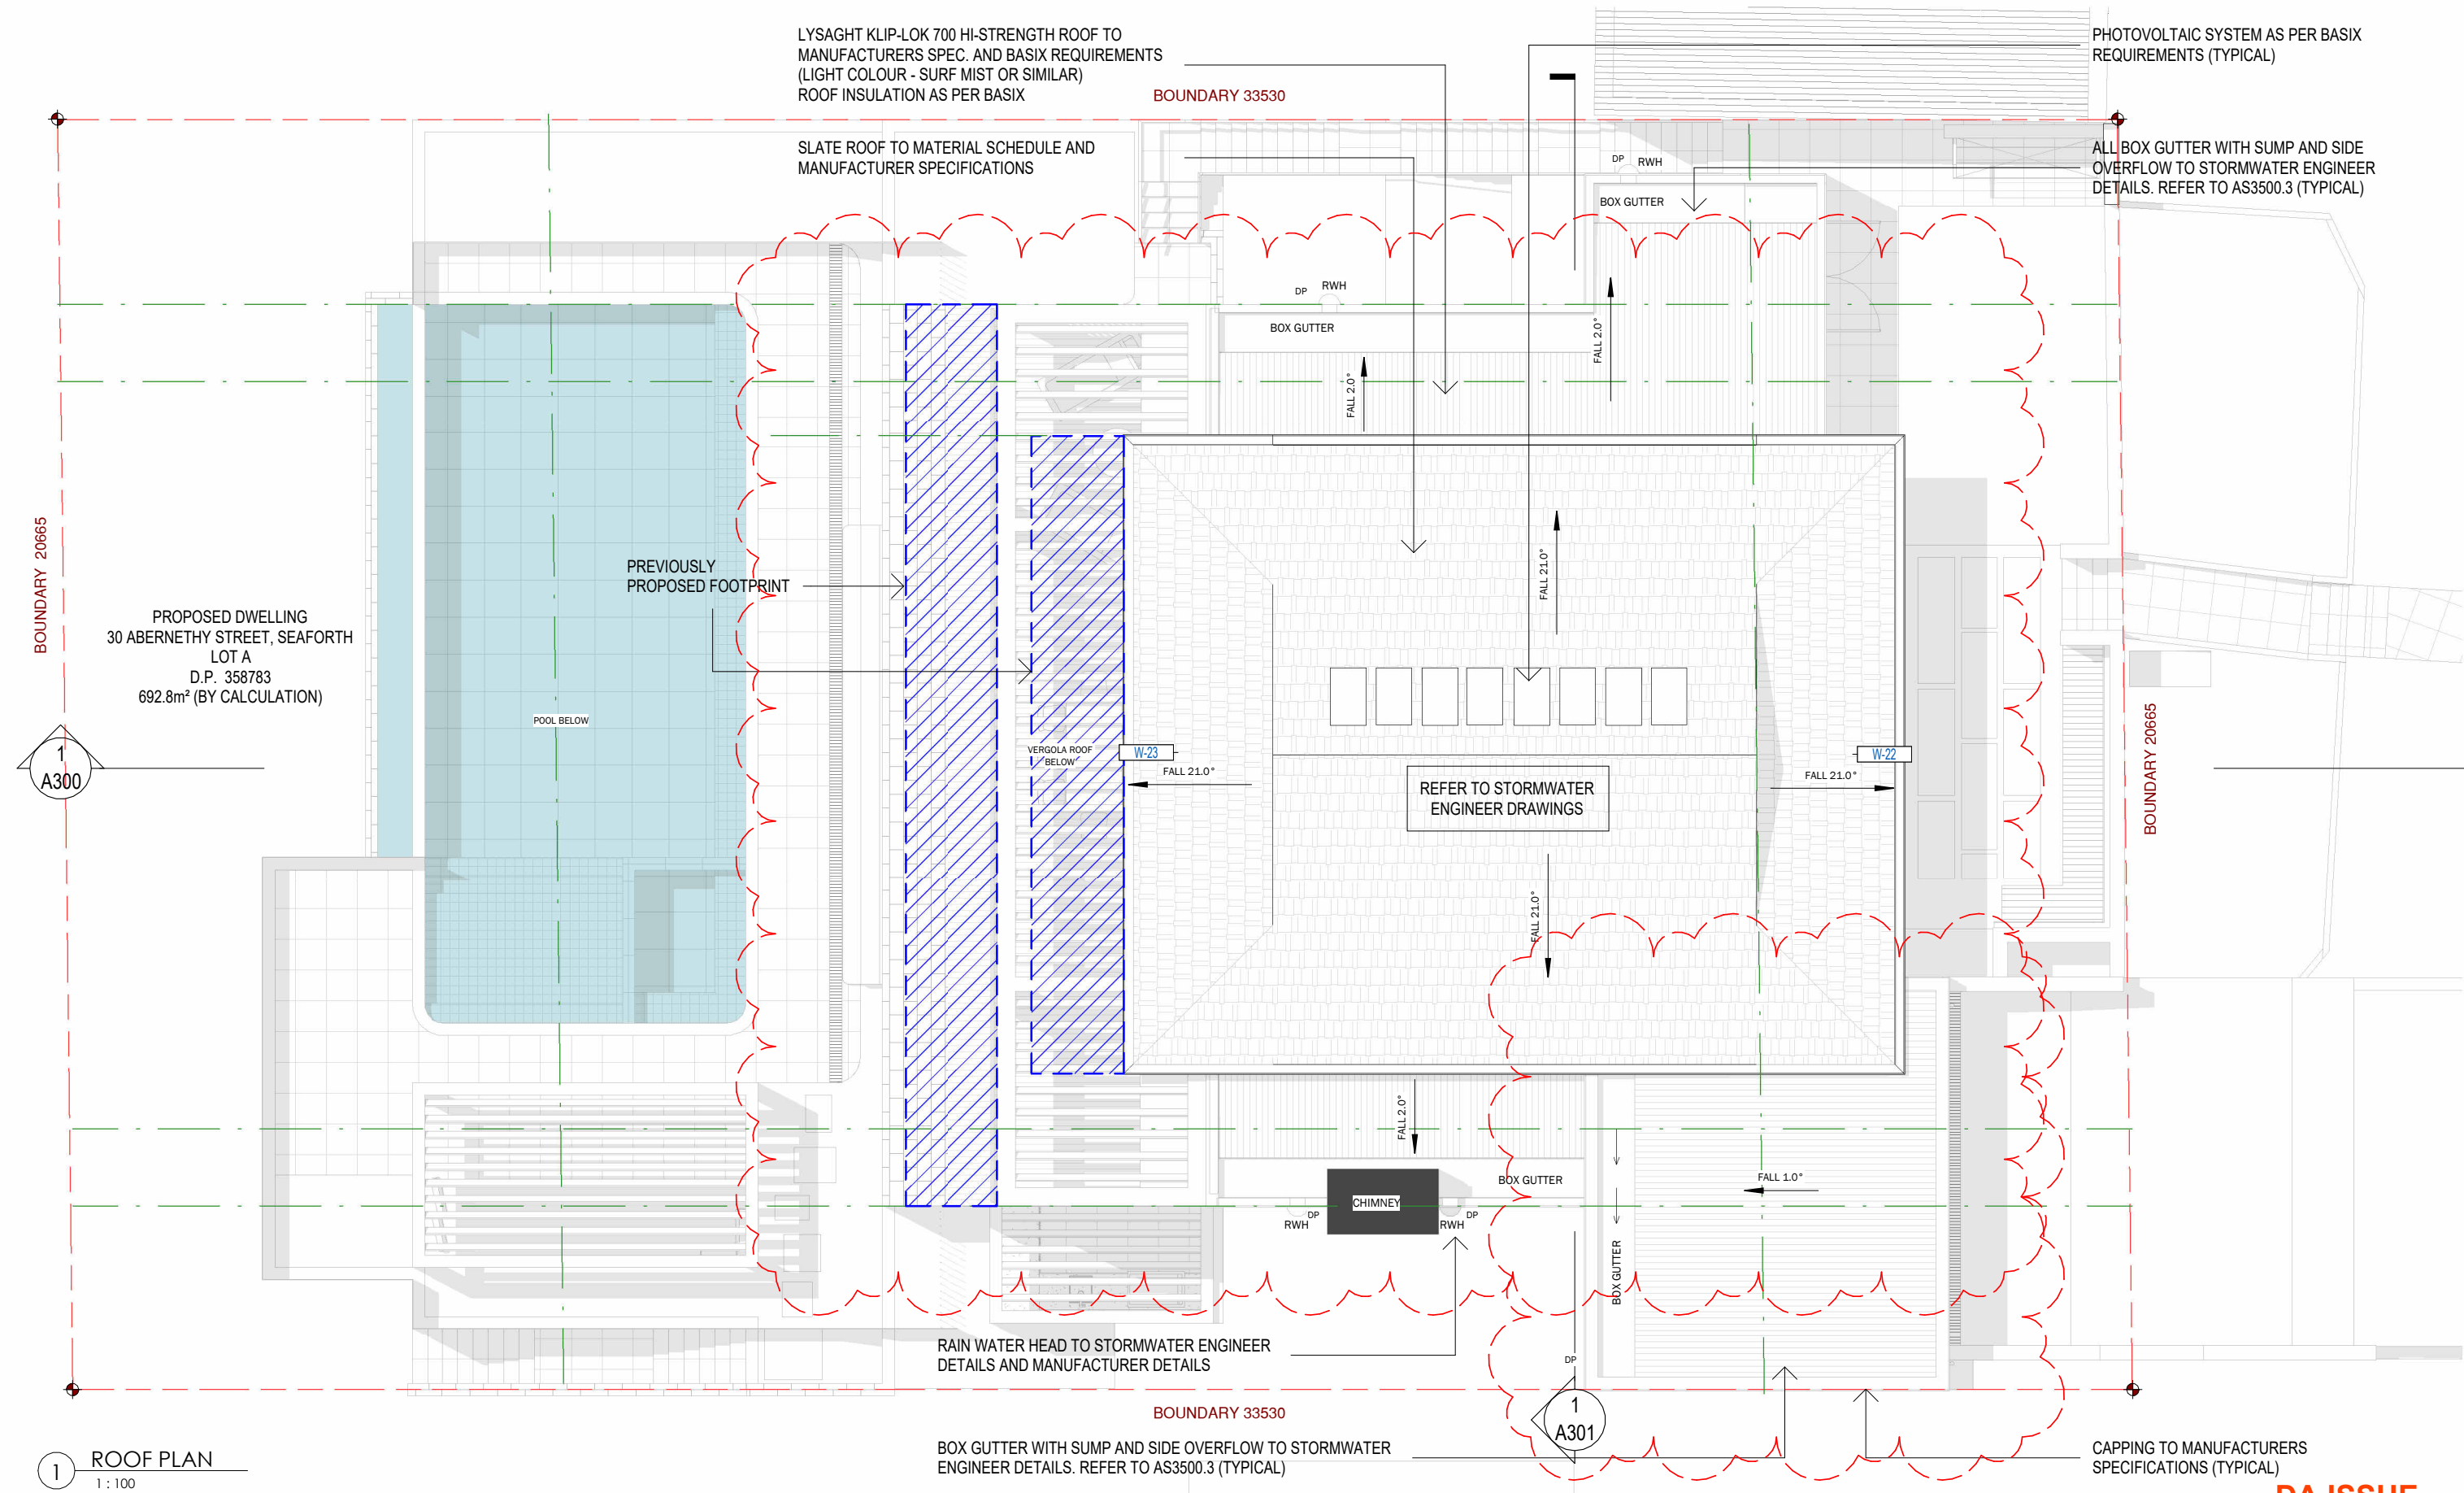 LYSAGHT KLIP-LOK 700 HI-STRENGTH ROOF TO
MANUFACTURERS SPEC. AND BASIX REQUIREMENTS
(LIGHT COLOUR - SURF MIST OR SIMILAR)
ROOF INSULATION AS PER BASIX
BOUNDARY 33530
PHOTOVOLTAIC SYSTEM AS PER BASIX
REQUIREMENTS (TYPICAL)
SLATE ROOF TO MATERIAL SCHEDULE AND
MANUFACTURER SPECIFICATIONS
ALL BOX GUTTER WITH SUMP AND SIDE
OVERFLOW TO STORMWATER ENGINEER
DETAILS. REFER TO AS3500.3 (TYPICAL)
DP
RWH
BOX GUTTER
DP
RWH
BOX GUTTER
FALL 2.0°
FALL 2.0°
BOUNDARY 20665
PREVIOUSLY
PROPOSED FOOTPRINT
PROPOSED DWELLING
30 ABERNETHY STREET, SEAFORTH
LOT A
D.P. 358783
692.8m² (BY CALCULATION)
POOL BELOW
1
A300
VERGOLA ROOF
BELOW
W-23
FALL 21.0°
FALL 21.0°
REFER TO STORMWATER
ENGINEER DRAWINGS
W-22
FALL 21.0°
BOUNDARY 20665
FALL 21.0°
FALL 2.0°
BOX GUTTER
FALL 1.0°
CHIMNEY
RWH
DP
RWH
DP
BOX GUTTER
RAIN WATER HEAD TO STORMWATER ENGINEER
DETAILS AND MANUFACTURER DETAILS
DP
BOUNDARY 33530
1
A301
BOX GUTTER WITH SUMP AND SIDE OVERFLOW TO STORMWATER
ENGINEER DETAILS. REFER TO AS3500.3 (TYPICAL)
CAPPING TO MANUFACTURERS
SPECIFICATIONS (TYPICAL)
1
ROOF PLAN
1 : 100
DA ISSUE